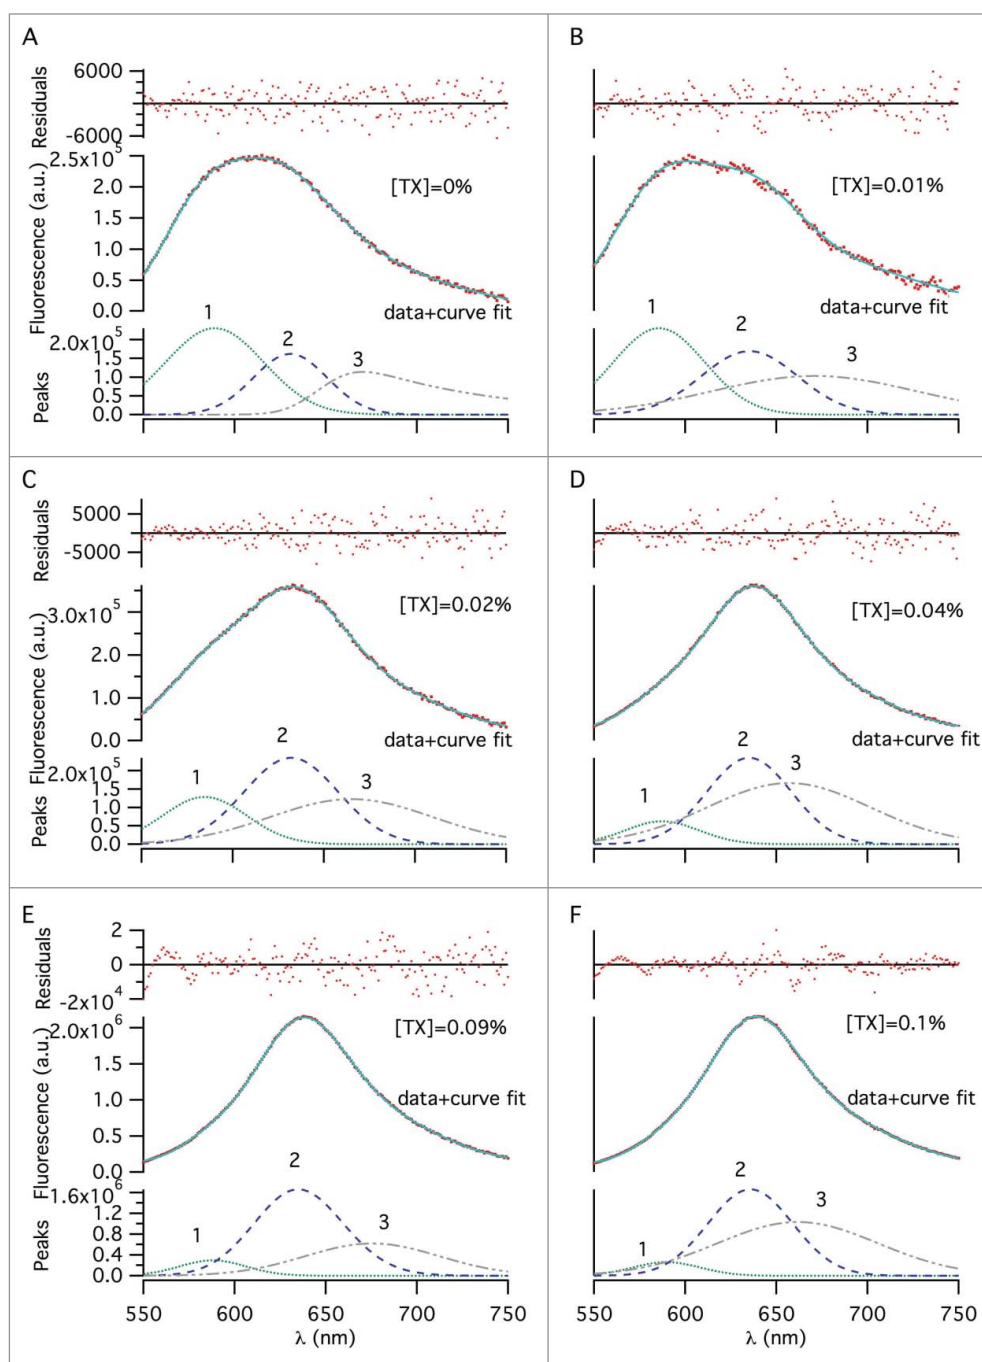 A
6000
0
-6000
Residuals
2.5x10^5
2.0
1.5
1.0
0.5
0.0
Fluorescence (a.u.)
[TX]=0%
data+curve fit
2.0x10^5
1.5
1.0
0.5
0.0
Peaks
1
2
3
B
[TX]=0.01%
data+curve fit
1
2
3
C
5000
0
-5000
Residuals
3.0x10^5
2.0
1.0
0.0
Fluorescence (a.u.)
[TX]=0.02%
data+curve fit
2.0x10^5
1.5
1.0
0.5
0.0
Peaks
1
2
3
D
[TX]=0.04%
data+curve fit
1
2
3
E
2
0
-2x10^4
Residuals
2.0x10^6
1.5
1.0
0.5
0.0
Fluorescence (a.u.)
[TX]=0.09%
data+curve fit
1.6x10^6
1.2
0.8
0.4
0.0
Peaks
1
2
3
550 600 650 700 750
λ (nm)
F
[TX]=0.1%
data+curve fit
1
2
3
550 600 650 700 750
λ (nm)